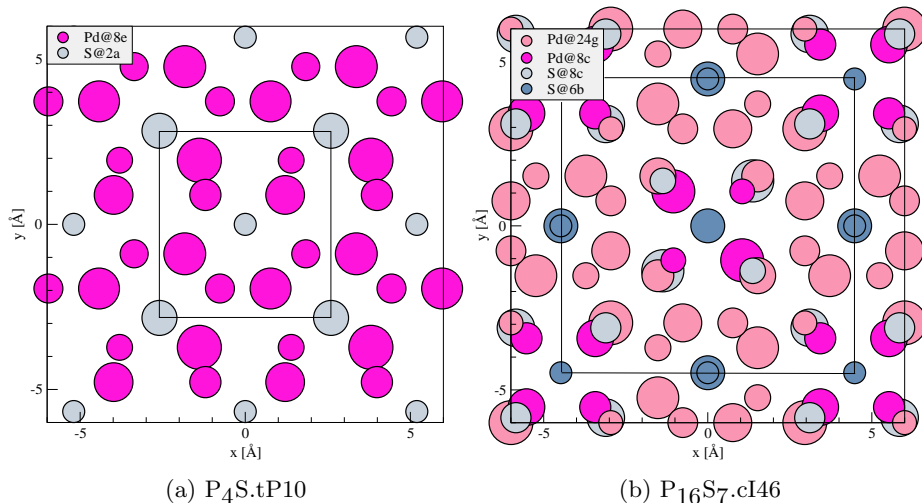 Pd@8e
S@2a
5
0
-5
-5
0
5
y [Å]
x [Å]
Pd@24g
Pd@8c
S@8c
S@6b
5
0
-5
-5
0
5
y [Å]
x [Å]
(a) P4S.tP10
(b) P16S7.cI46